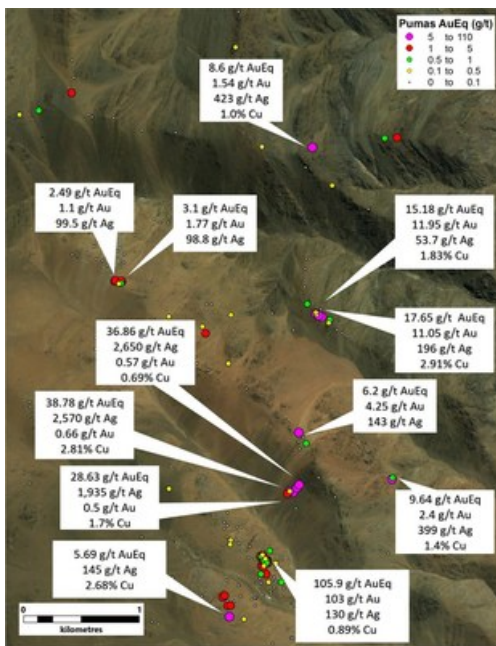 Pumas AuEq (g/t)
5 to 110
1 to 5
0.5 to 1
0.1 to 0.5
0 to 0.1
8.6 g/t AuEq
1.54 g/t Au
423 g/t Ag
1.0% Cu
2.49 g/t AuEq
1.1 g/t Au
99.5 g/t Ag
3.1 g/t AuEq
1.77 g/t Au
98.8 g/t Ag
15.18 g/t AuEq
11.95 g/t Au
53.7 g/t Ag
1.83% Cu
17.65 g/t AuEq
11.05 g/t Au
196 g/t Ag
2.91% Cu
36.86 g/t AuEq
2,650 g/t Ag
0.57 g/t Au
0.69% Cu
38.78 g/t AuEq
2,570 g/t Ag
0.66 g/t Au
2.81% Cu
6.2 g/t AuEq
4.25 g/t Au
143 g/t Ag
28.63 g/t AuEq
1,935 g/t Ag
0.5 g/t Au
1.7% Cu
9.64 g/t AuEq
2.4 g/t Au
399 g/t Ag
1.4% Cu
5.69 g/t AuEq
145 g/t Ag
2.68% Cu
105.9 g/t AuEq
103 g/t Au
130 g/t Ag
0.89% Cu
0 1
kilometres